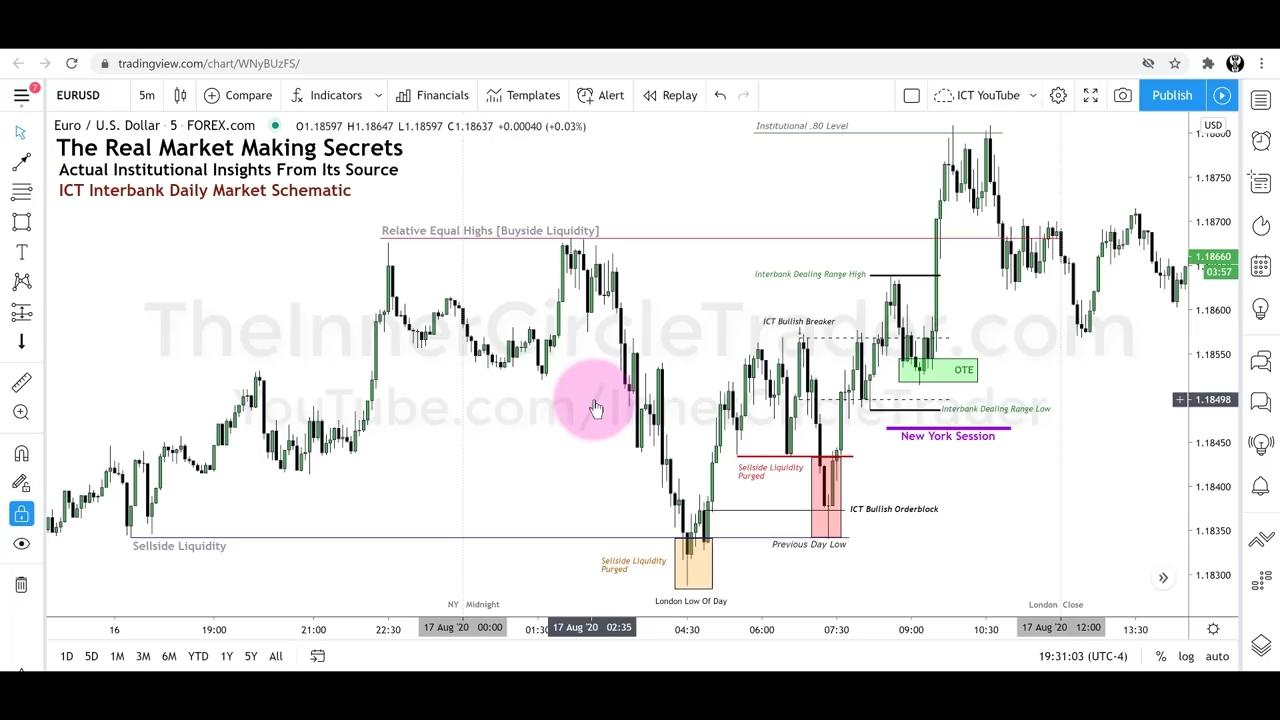 tradingview.com/chart/WNyBUzFS/
7
EURUSD 5m Compare Indicators Financials Templates Alert Replay ICT YouTube Publish
Euro / U.S. Dollar · 5 · FOREX.com O1.18597 H1.18647 L1.18597 C1.18637 +0.00040 (+0.03%)
The Real Market Making Secrets
Actual Institutional Insights From Its Source
ICT Interbank Daily Market Schematic
Institutional .80 Level
USD
1.18800
1.18750
1.18700
1.18660
03:57
1.18600
1.18550
1.18498
1.18450
1.18400
1.18350
1.18300
Relative Equal Highs [Buyside Liquidity]
Interbank Dealing Range High
ICT Bullish Breaker
TheInnerCircleTrader.com
YouTube.com/InnerCircleTrader
OTE
Interbank Dealing Range Low
New York Session
Sellside Liquidity
Purged
ICT Bullish Orderblock
Sellside Liquidity
Previous Day Low
Sellside Liquidity
Purged
London Low Of Day
NY Midnight
London Close
16 19:00 21:00 22:30 17 Aug '20 00:00 01:30 17 Aug '20 02:35 04:30 06:00 07:30 09:00 10:30 17 Aug '20 12:00 13:30
1D 5D 1M 3M 6M YTD 1Y 5Y All 19:31:03 (UTC-4) % log auto